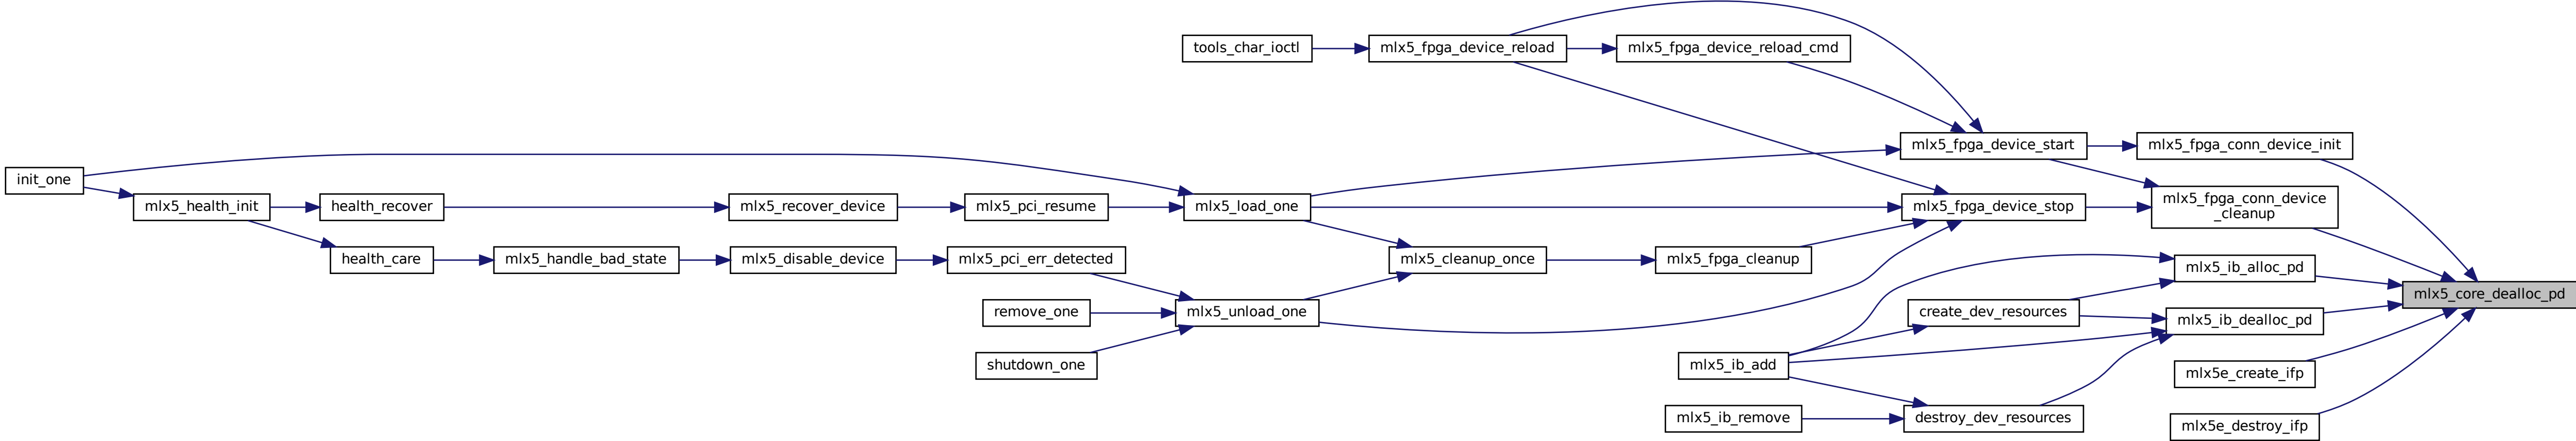 tools_char_ioctl
mlx5_fpga_device_reload
mlx5_fpga_device_reload_cmd
mlx5_fpga_device_start
mlx5_fpga_conn_device_init
init_one
mlx5_health_init
health_recover
mlx5_recover_device
mlx5_pci_resume
mlx5_load_one
mlx5_fpga_device_stop
mlx5_fpga_conn_device
_cleanup
health_care
mlx5_handle_bad_state
mlx5_disable_device
mlx5_pci_err_detected
mlx5_cleanup_once
mlx5_fpga_cleanup
mlx5_ib_alloc_pd
mlx5_core_dealloc_pd
remove_one
mlx5_unload_one
create_dev_resources
mlx5_ib_dealloc_pd
shutdown_one
mlx5_ib_add
mlx5e_create_ifp
mlx5_ib_remove
destroy_dev_resources
mlx5e_destroy_ifp